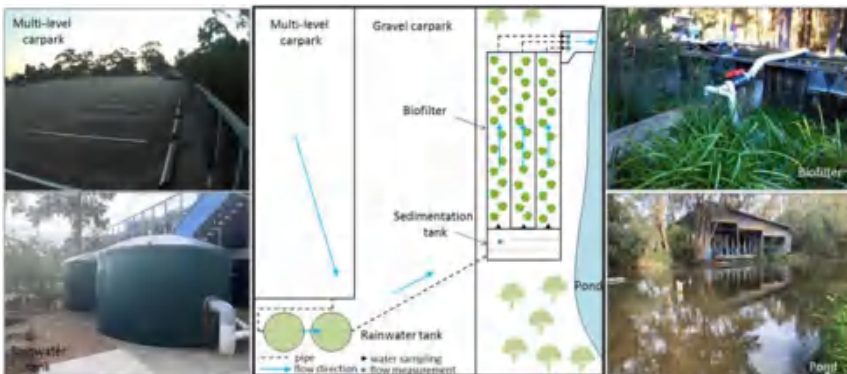 Multi-level
carpark
Multi-level
carpark
Gravel carpark
Biofilter
Sedimentation
tank
Pond
Rainwater tank
pipe
water sampling
flow direction
flow measurement
Biofilter
Rainwater
tank
Pond